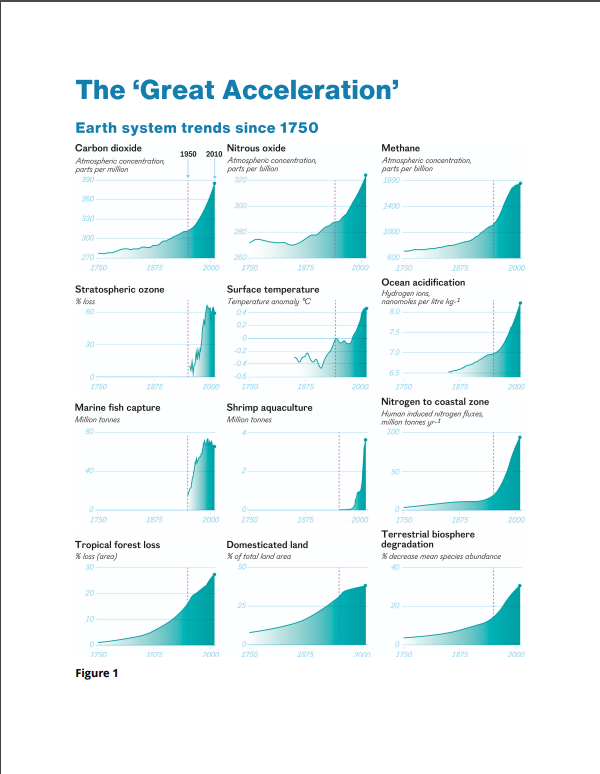 The ‘Great Acceleration’
Earth system trends since 1750
Carbon dioxide
Atmospheric concentration,
parts per million
1950
2010
390
360
330
300
270
1750
1875
2000
Nitrous oxide
Atmospheric concentration,
parts per billion
320
280
260
1750
1875
2000
Methane
Atmospheric concentration,
parts per billion
1800
1400
1000
600
1750
1875
2000
Stratospheric ozone
% loss
60
30
0
1750
1875
2000
Surface temperature
Temperature anomaly °C
0.4
0.2
0
-0.2
-0.4
-0.6
1750
1875
2000
Ocean acidification
Hydrogen ions,
nanomoles per litre kg-¹
8.0
7.0
6.5
1750
1875
2000
Marine fish capture
Million tonnes
80
40
0
1750
1875
2000
Shrimp aquaculture
Million tonnes
4
2
0
1750
1875
2000
Nitrogen to coastal zone
Human induced nitrogen fluxes,
million tonnes yr-¹
100
50
0
1750
1875
2000
Tropical forest loss
% loss (area)
30
20
10
0
1750
1875
2000
Domesticated land
% of total land area
50
25
0
1750
1875
2000
Terrestrial biosphere
degradation
% decrease mean species abundance
40
20
0
1750
1875
2000
Figure 1